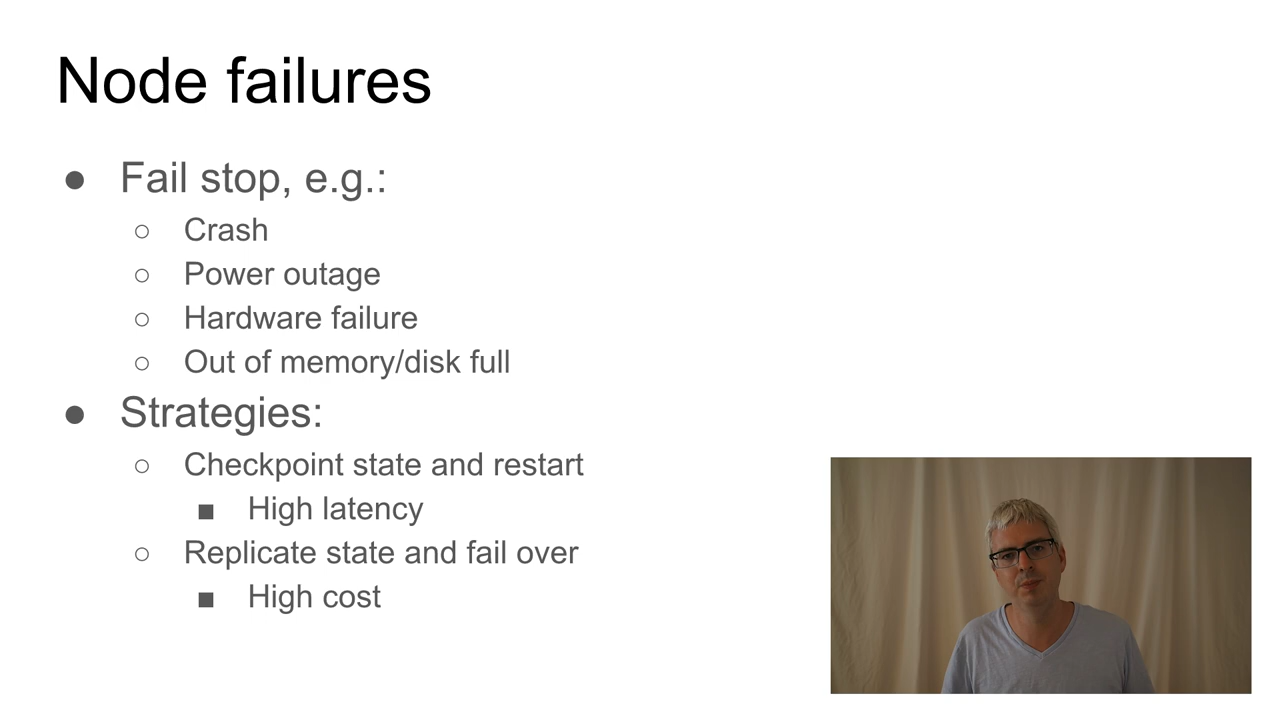 Node failures
● Fail stop, e.g.:
○ Crash
○ Power outage
○ Hardware failure
○ Out of memory/disk full
● Strategies:
○ Checkpoint state and restart
■ High latency
○ Replicate state and fail over
■ High cost